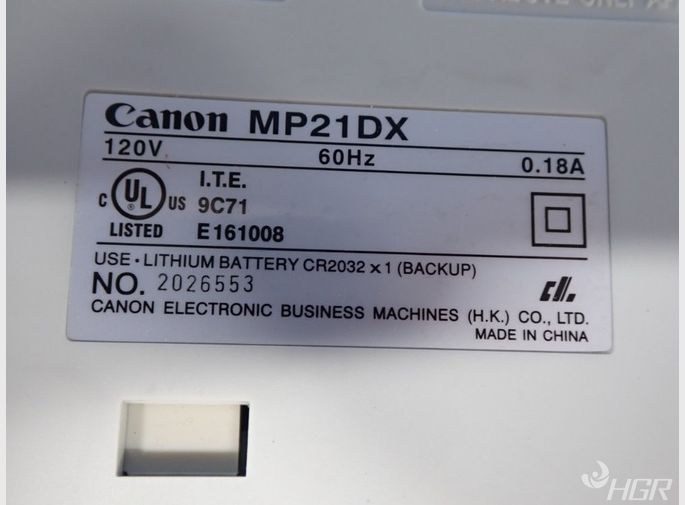 Canon MP21DX
120V 60Hz 0.18A
I.T.E.
C UL US 9C71
LISTED E161008
USE · LITHIUM BATTERY CR2032 x 1 (BACKUP)
NO. 2026553
CANON ELECTRONIC BUSINESS MACHINES (H.K.) CO., LTD.
MADE IN CHINA
HGR